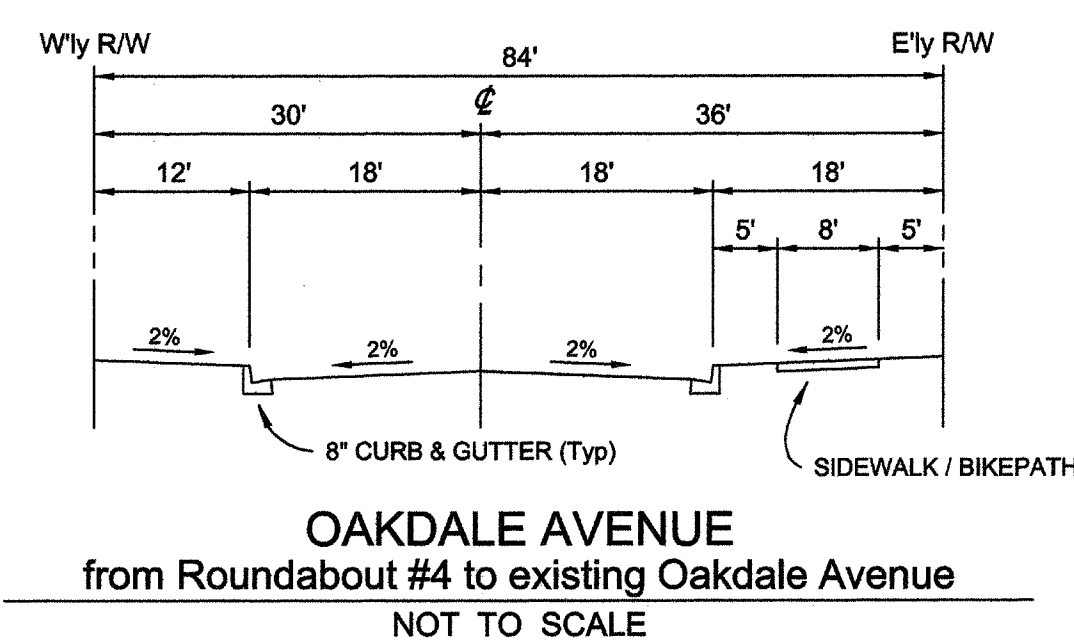 W'ly R/W E'ly R/W
84'
30' ℄ 36'
12' 18' 18' 18'
5' 8' 5'
2% 2% 2% 2%
8" CURB & GUTTER (Typ)
SIDEWALK / BIKEPATH
OAKDALE AVENUE
from Roundabout #4 to existing Oakdale Avenue
NOT TO SCALE